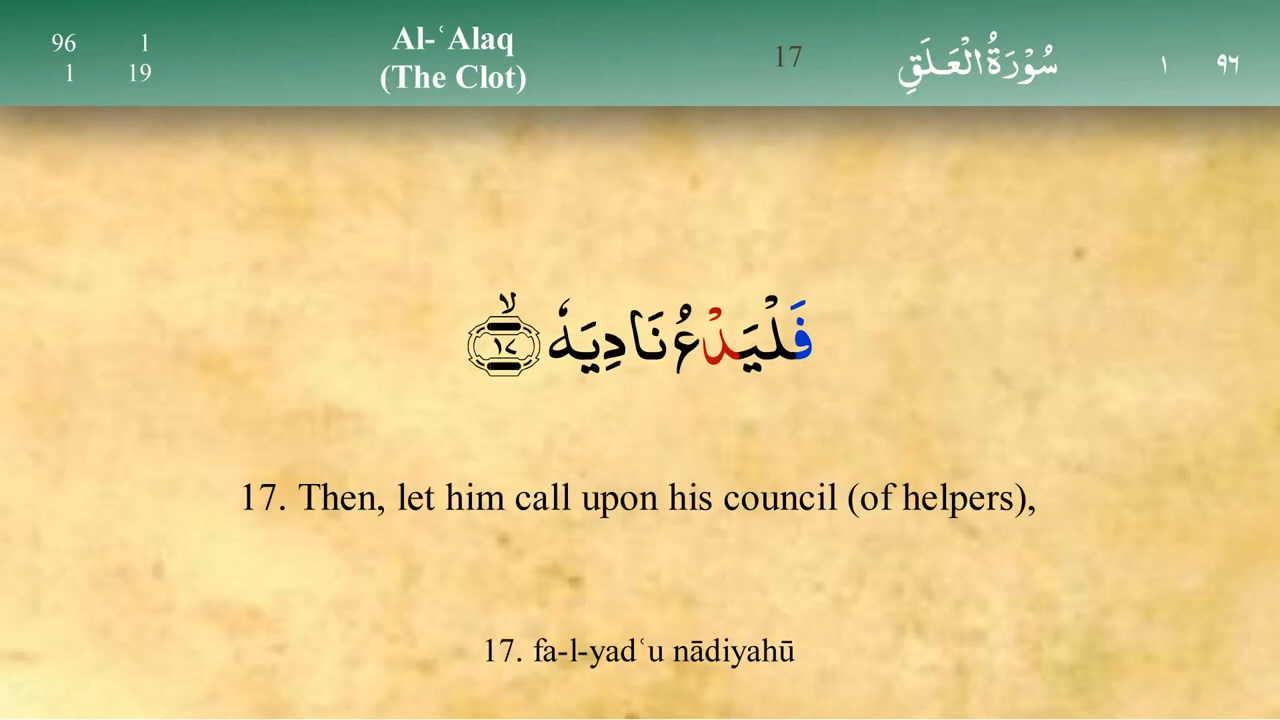 96 1
1 19
Al-ʿAlaq
(The Clot)
17
سُوْرَةُ الْعَلَقِ
١ ٩٦
فَلْيَدْعُ نَادِيَهٗ ۙ ١٧
17. Then, let him call upon his council (of helpers),
17. fa-l-yadʿu nādiyahū